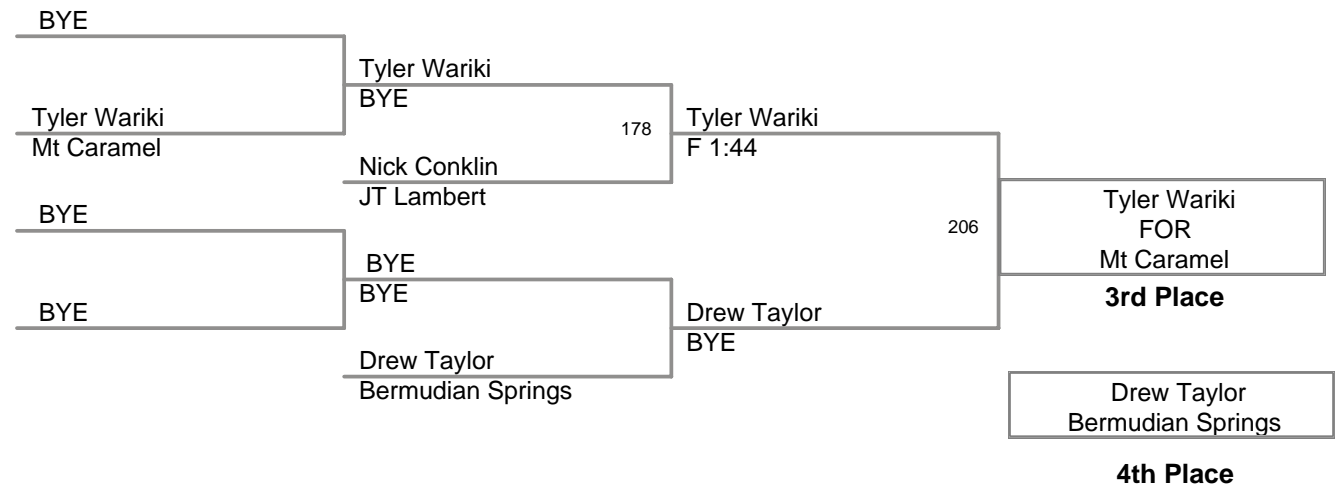 BYE
Tyler Wariki
BYE
Tyler Wariki
Mt Caramel
178
Tyler Wariki
F 1:44
Nick Conklin
JT Lambert
BYE
206
Tyler Wariki
FOR
Mt Caramel
3rd Place
BYE
BYE
BYE
Drew Taylor
BYE
Drew Taylor
Bermudian Springs
Drew Taylor
Bermudian Springs
4th Place